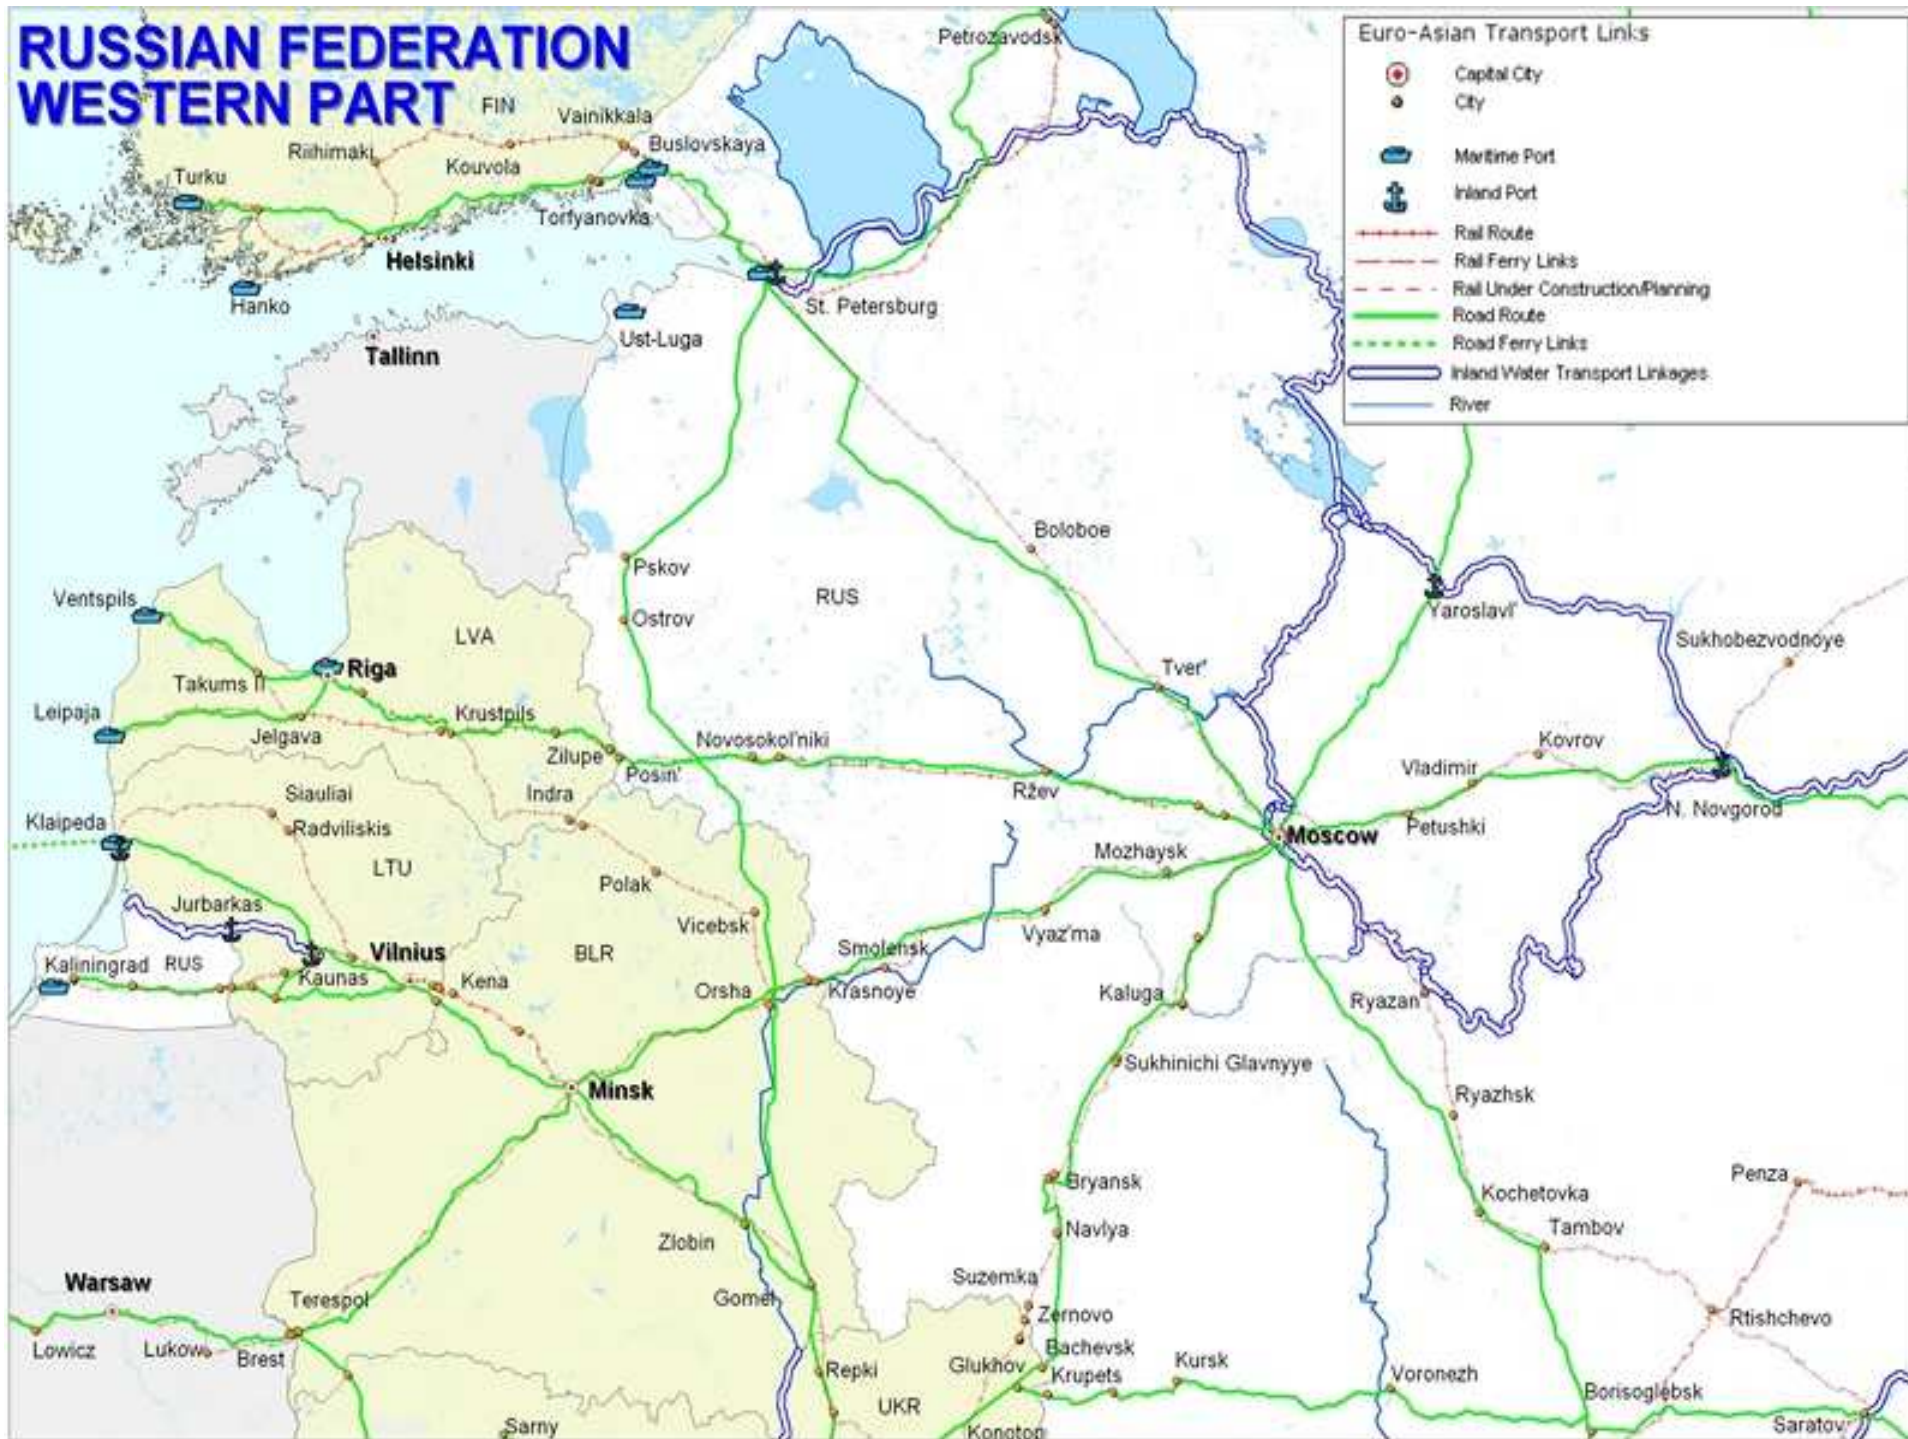 RUSSIAN FEDERATION
WESTERN PART
Euro-Asian Transport Links
Capital City
City
Maritime Port
Inland Port
Rail Route
Rail Ferry Links
Rail Under Construction/Planning
Road Route
Road Ferry Links
Inland Water Transport Linkages
River
Petrozavodsk
FIN
Vainikkala
Riihimaki
Kouvola
Buslovskaya
Turku
Torfyanovka
Helsinki
Hanko
St. Petersburg
Ust-Luga
Tallinn
Boloboe
Pskov
RUS
Ostrov
Ventspils
LVA
Yaroslavl'
Sukhobezvodnoye
Riga
Takums II
Tver'
Leipaja
Krustpils
Jelgava
Zilupe
Posin'
Novosokol'niki
Kovrov
Vladimir
Ržev
N. Novgorod
Siauliai
Indra
Klaipeda
Radviliskis
Petushki
Moscow
LTU
Polak
Mozhaysk
Jurbarkas
Vicebsk
Vyaz'ma
Smolensk
Vilnius
BLR
Kaliningrad
RUS
Kaunas
Kena
Orsha
Krasnoye
Kaluga
Ryazan
Sukhinichi Glavnyye
Minsk
Ryazhsk
Bryansk
Penza
Kochetovka
Navlya
Tambov
Zlobin
Suzemka
Warsaw
Terespol
Gomel
Zernovo
Rtishchevo
Lowicz
Lukow
Brest
Bachevsk
Glukhov
Krupets
Kursk
Repki
Voronezh
Borisoglebsk
UKR
Sarny
Konotop
Saratov